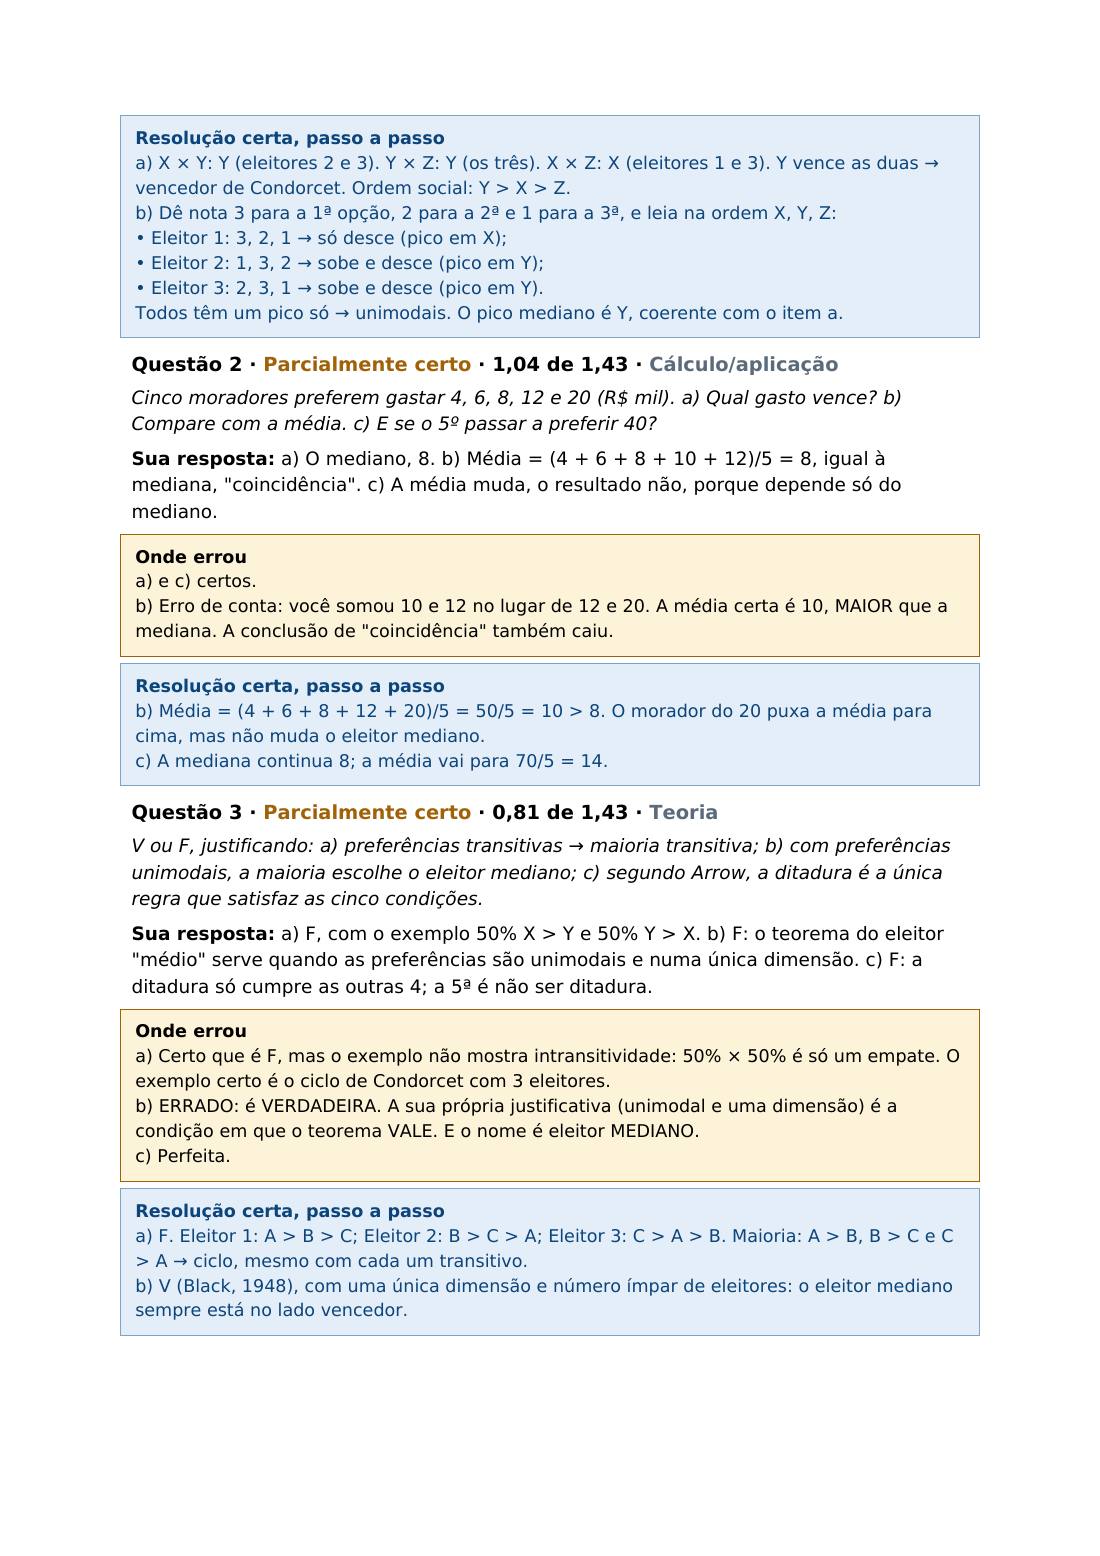 Resolução certa, passo a passo
a) X × Y: Y (eleitores 2 e 3). Y × Z: Y (os três). X × Z: X (eleitores 1 e 3). Y vence as duas →
vencedor de Condorcet. Ordem social: Y > X > Z.
b) Dê nota 3 para a 1ª opção, 2 para a 2ª e 1 para a 3ª, e leia na ordem X, Y, Z:
• Eleitor 1: 3, 2, 1 → só desce (pico em X);
• Eleitor 2: 1, 3, 2 → sobe e desce (pico em Y);
• Eleitor 3: 2, 3, 1 → sobe e desce (pico em Y).
Todos têm um pico só → unimodais. O pico mediano é Y, coerente com o item a.
Questão 2 · Parcialmente certo · 1,04 de 1,43 · Cálculo/aplicação
Cinco moradores preferem gastar 4, 6, 8, 12 e 20 (R$ mil). a) Qual gasto vence? b)
Compare com a média. c) E se o 5º passar a preferir 40?
Sua resposta: a) O mediano, 8. b) Média = (4 + 6 + 8 + 10 + 12)/5 = 8, igual à
mediana, "coincidência". c) A média muda, o resultado não, porque depende só do
mediano.
Onde errou
a) e c) certos.
b) Erro de conta: você somou 10 e 12 no lugar de 12 e 20. A média certa é 10, MAIOR que a
mediana. A conclusão de "coincidência" também caiu.
Resolução certa, passo a passo
b) Média = (4 + 6 + 8 + 12 + 20)/5 = 50/5 = 10 > 8. O morador do 20 puxa a média para
cima, mas não muda o eleitor mediano.
c) A mediana continua 8; a média vai para 70/5 = 14.
Questão 3 · Parcialmente certo · 0,81 de 1,43 · Teoria
V ou F, justificando: a) preferências transitivas → maioria transitiva; b) com preferências
unimodais, a maioria escolhe o eleitor mediano; c) segundo Arrow, a ditadura é a única
regra que satisfaz as cinco condições.
Sua resposta: a) F, com o exemplo 50% X > Y e 50% Y > X. b) F: o teorema do eleitor
"médio" serve quando as preferências são unimodais e numa única dimensão. c) F: a
ditadura só cumpre as outras 4; a 5ª é não ser ditadura.
Onde errou
a) Certo que é F, mas o exemplo não mostra intransitividade: 50% × 50% é só um empate. O
exemplo certo é o ciclo de Condorcet com 3 eleitores.
b) ERRADO: é VERDADEIRA. A sua própria justificativa (unimodal e uma dimensão) é a
condição em que o teorema VALE. E o nome é eleitor MEDIANO.
c) Perfeita.
Resolução certa, passo a passo
a) F. Eleitor 1: A > B > C; Eleitor 2: B > C > A; Eleitor 3: C > A > B. Maioria: A > B, B > C e C
> A → ciclo, mesmo com cada um transitivo.
b) V (Black, 1948), com uma única dimensão e número ímpar de eleitores: o eleitor mediano
sempre está no lado vencedor.